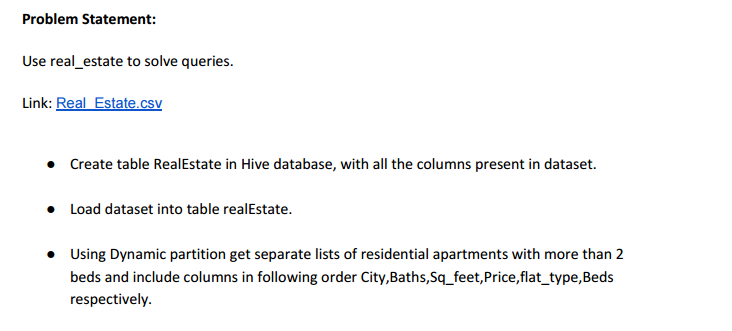 Problem Statement:
Use real_estate to solve queries.
Link: Real_Estate.csv
● Create table RealEstate in Hive database, with all the columns present in dataset.
● Load dataset into table realEstate.
● Using Dynamic partition get separate lists of residential apartments with more than 2
beds and include columns in following order City,Baths,Sq_feet,Price,flat_type,Beds
respectively.